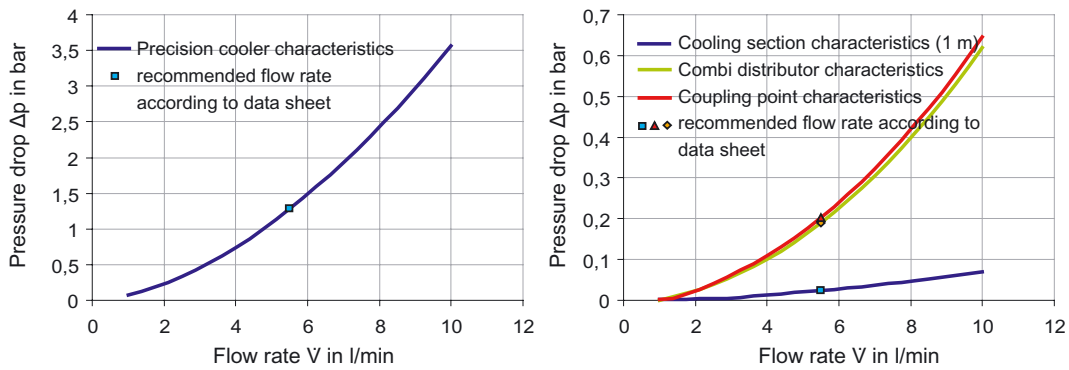 4
3,5
3
2,5
2
1,5
1
0,5
0
0 2 4 6 8 10 12
Pressure drop Δp in bar
Flow rate V̇ in l/min
Precision cooler characteristics
recommended flow rate
according to data sheet
0,7
0,6
0,5
0,4
0,3
0,2
0,1
0
0 2 4 6 8 10 12
Pressure drop Δp in bar
Flow rate V̇ in l/min
Cooling section characteristics (1 m)
Combi distributor characteristics
Coupling point characteristics
recommended flow rate according to
data sheet